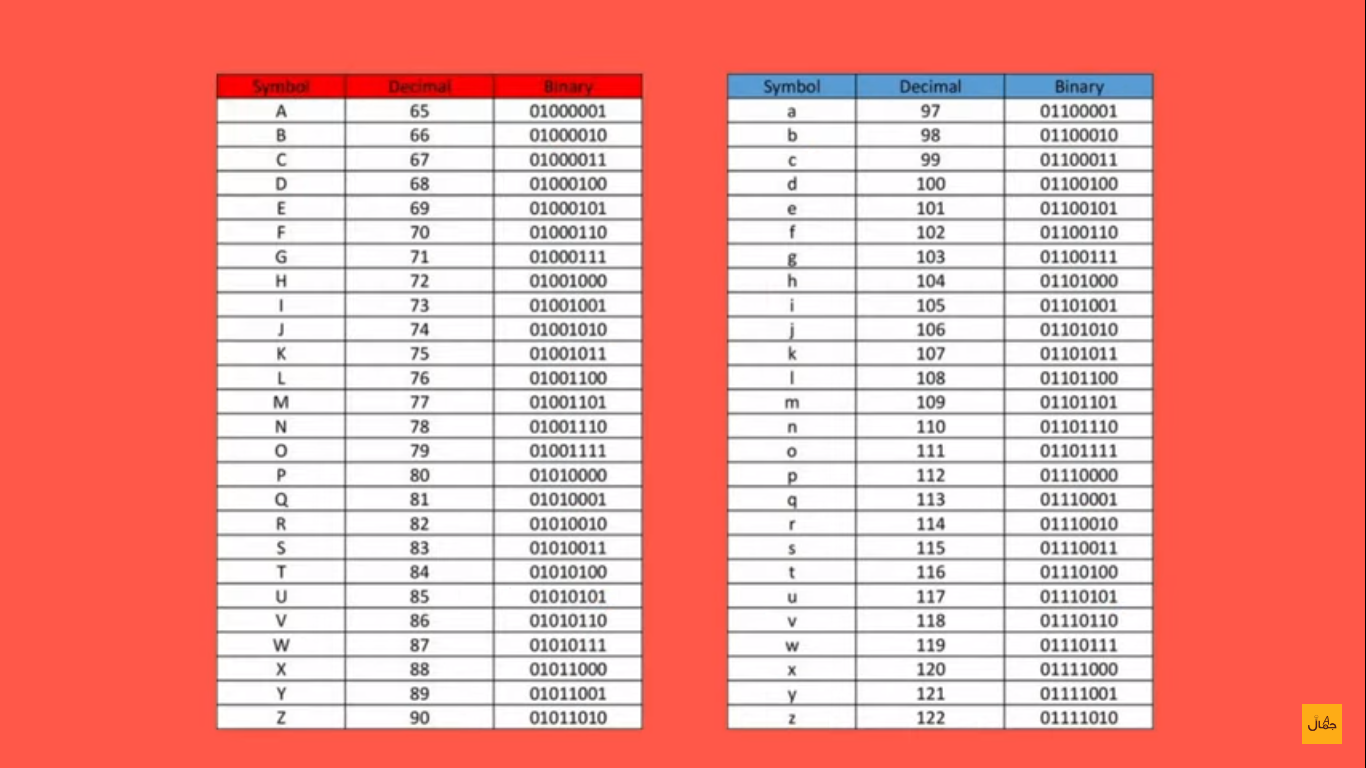 Symbol Decimal Binary
A 65 01000001
B 66 01000010
C 67 01000011
D 68 01000100
E 69 01000101
F 70 01000110
G 71 01000111
H 72 01001000
I 73 01001001
J 74 01001010
K 75 01001011
L 76 01001100
M 77 01001101
N 78 01001110
O 79 01001111
P 80 01010000
Q 81 01010001
R 82 01010010
S 83 01010011
T 84 01010100
U 85 01010101
V 86 01010110
W 87 01010111
X 88 01011000
Y 89 01011001
Z 90 01011010
Symbol Decimal Binary
a 97 01100001
b 98 01100010
c 99 01100011
d 100 01100100
e 101 01100101
f 102 01100110
g 103 01100111
h 104 01101000
i 105 01101001
j 106 01101010
k 107 01101011
l 108 01101100
m 109 01101101
n 110 01101110
o 111 01101111
p 112 01110000
q 113 01110001
r 114 01110010
s 115 01110011
t 116 01110100
u 117 01110101
v 118 01110110
w 119 01110111
x 120 01111000
y 121 01111001
z 122 01111010